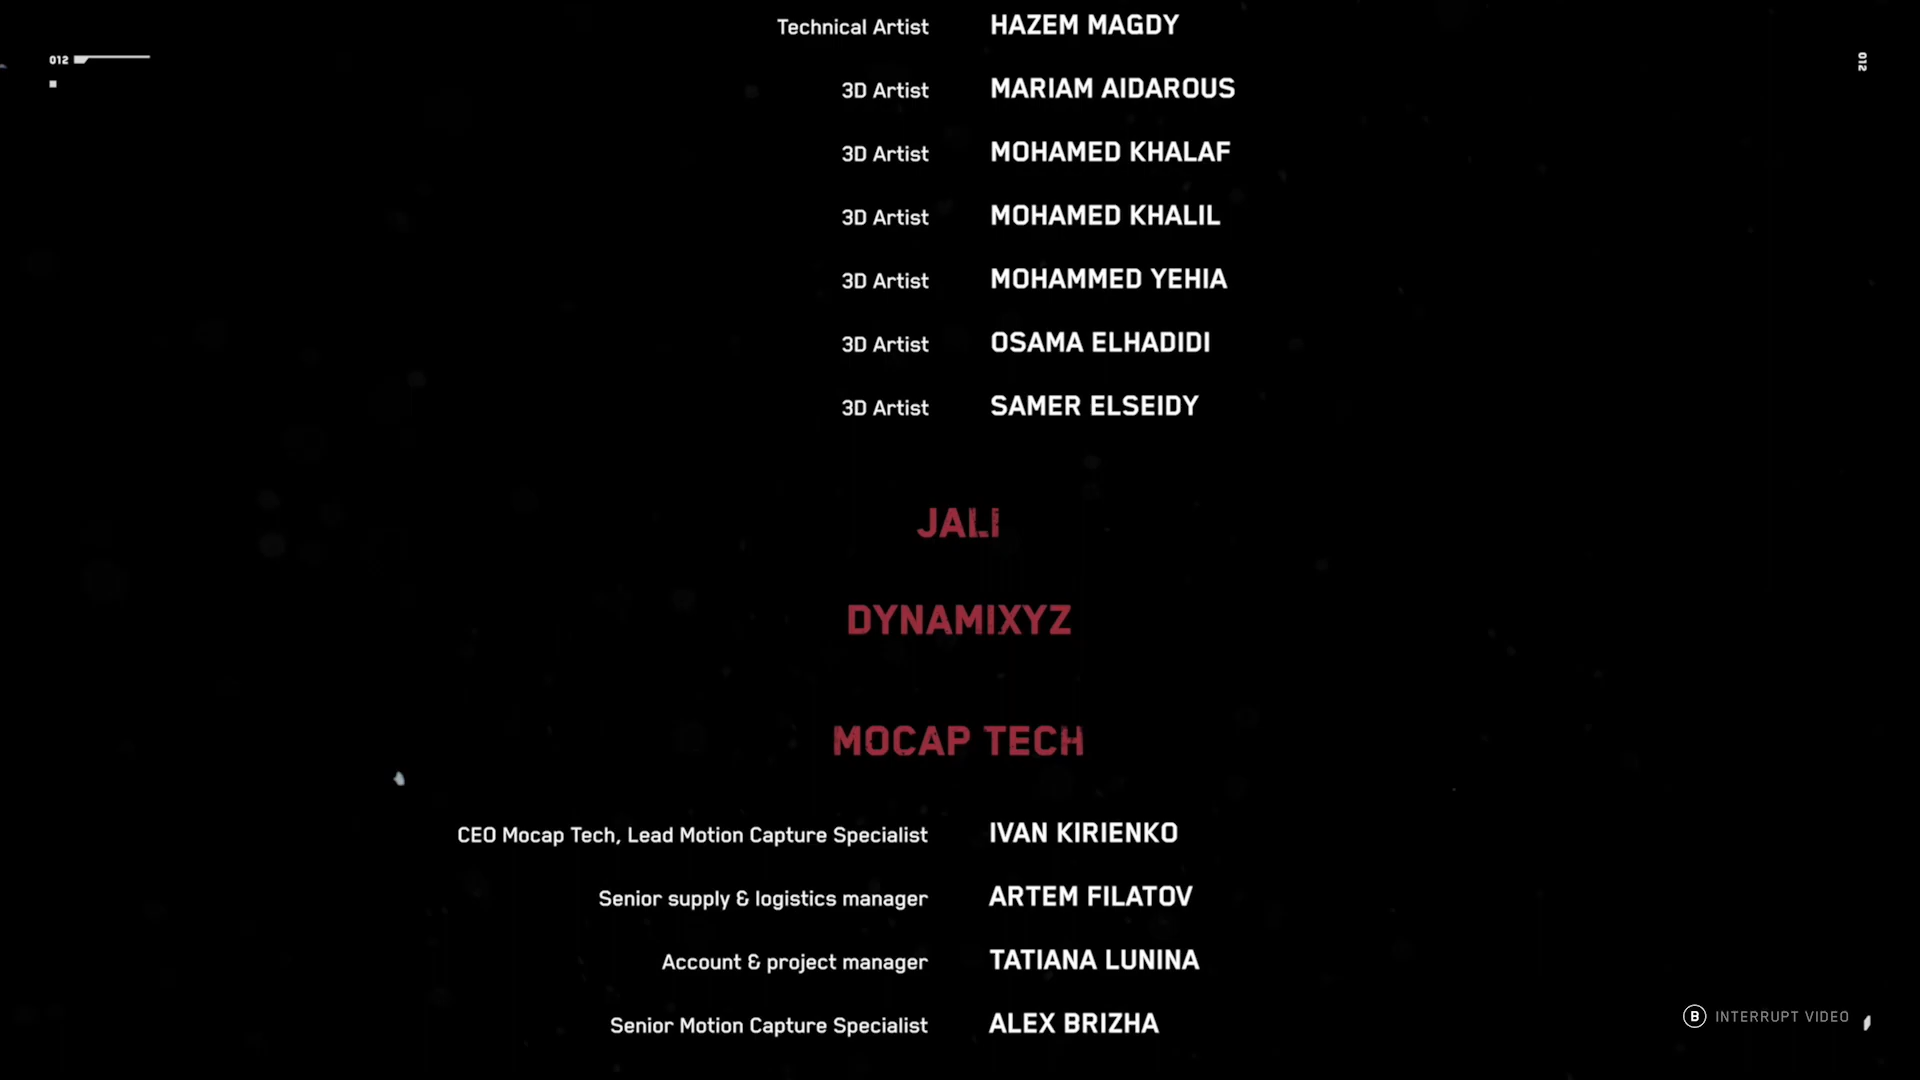 Technical Artist HAZEM MAGDY
012
012
3D Artist MARIAM AIDAROUS
3D Artist MOHAMED KHALAF
3D Artist MOHAMED KHALIL
3D Artist MOHAMMED YEHIA
3D Artist OSAMA ELHADIDI
3D Artist SAMER ELSEIDY
JALI
DYNAMIXYZ
MOCAP TECH
CEO Mocap Tech, Lead Motion Capture Specialist IVAN KIRIENKO
Senior supply & logistics manager ARTEM FILATOV
Account & project manager TATIANA LUNINA
Senior Motion Capture Specialist ALEX BRIZHA
B INTERRUPT VIDEO